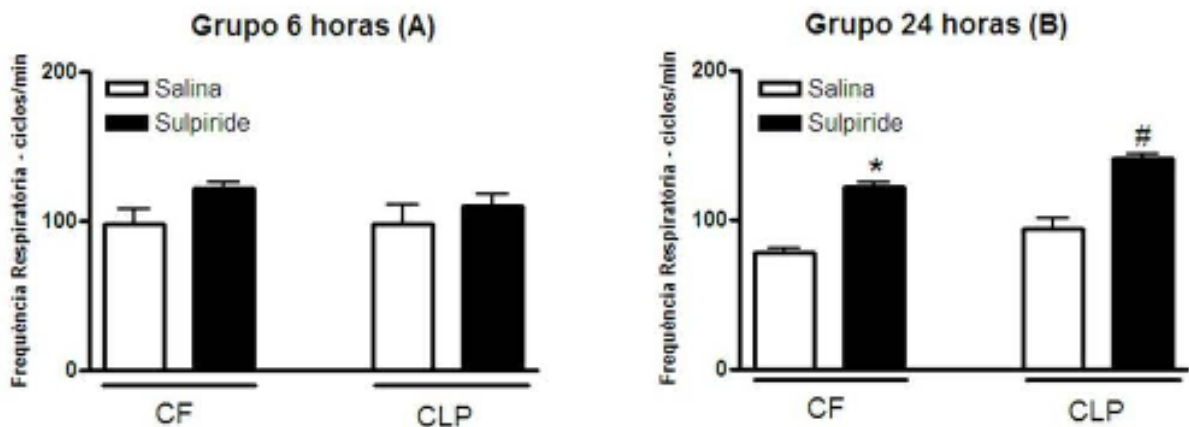 Grupo 6 horas (A)
Frequência Respiratória - ciclos/min
200
100
0
Salina
Sulpiride
CF
CLP
Grupo 24 horas (B)
Frequência Respiratória - ciclos/min
200
100
0
Salina
Sulpiride
*
#
CF
CLP